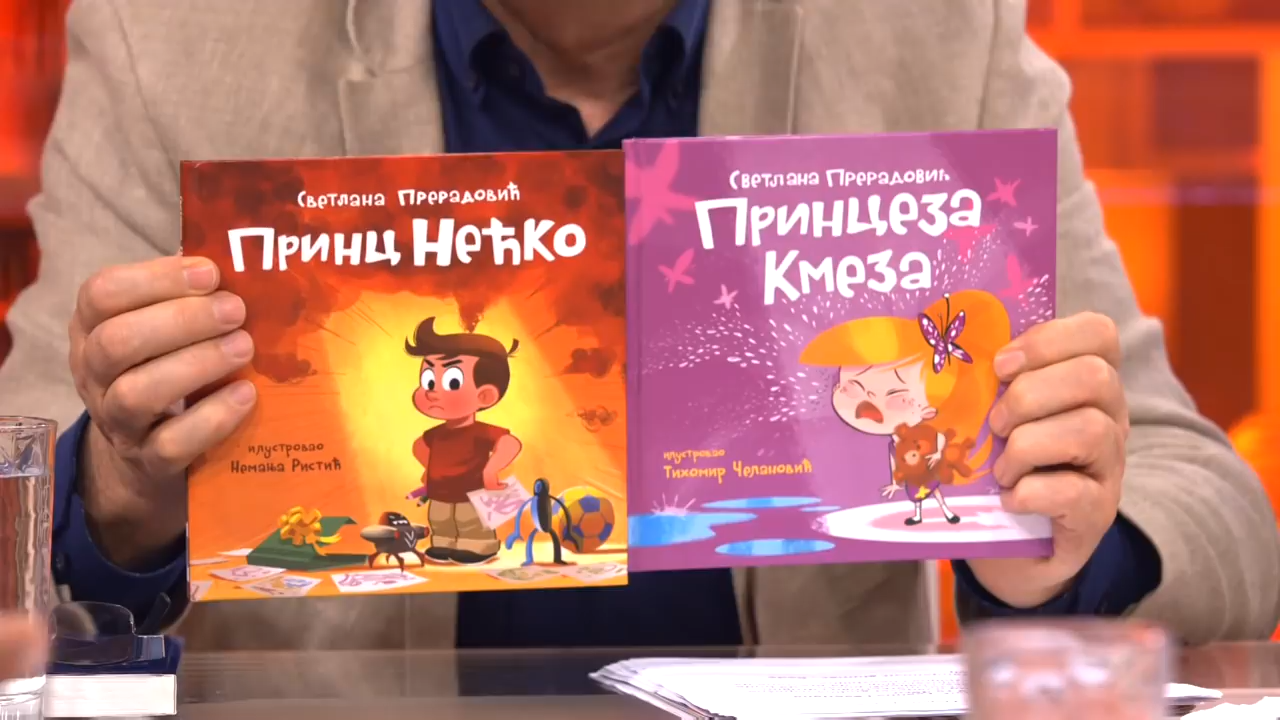 Светлана Прерадовић
Принц Нећко
илустровао
Немања Ристић
Светлана Прерадовић
Принцеза
Кмеза
илустровао
Тихомир Челановић